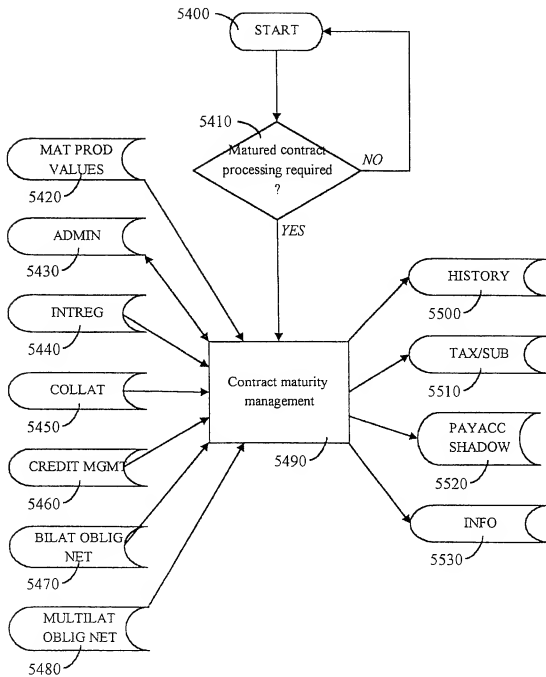 5400
START
5410
Matured contract
processing required
?
NO
YES
MAT PROD
VALUES
5420
ADMIN
5430
INTREG
5440
COLLAT
5450
CREDIT MGMT
5460
BILAT OBLIG
NET
5470
MULTILAT
OBLIG NET
5480
Contract maturity
management
5490
HISTORY
5500
TAX/SUB
5510
PAYACC
SHADOW
5520
INFO
5530